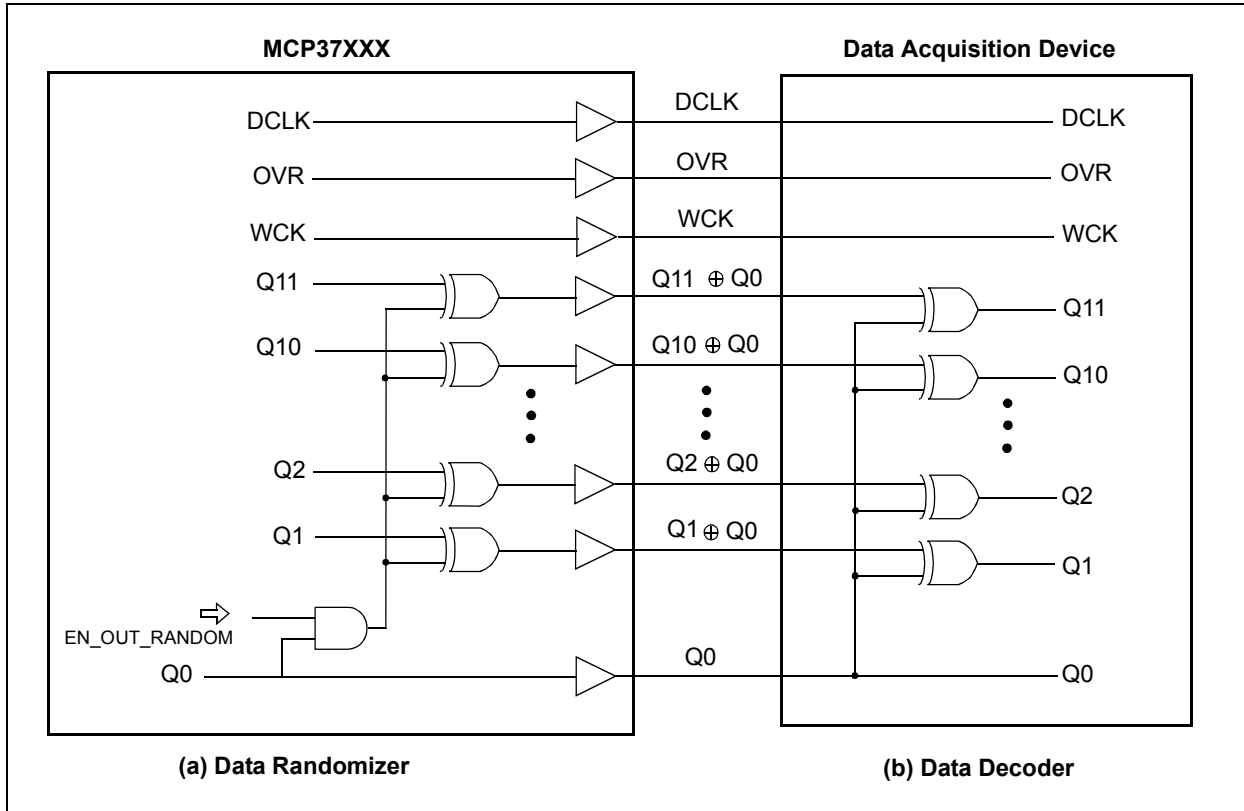 MCP37XXX Data Acquisition Device
DCLK DCLK DCLK
OVR OVR OVR
WCK WCK WCK
Q11 Q11 ⊕ Q0 Q11
Q10 Q10 ⊕ Q0 Q10
Q2 Q2 ⊕ Q0 Q2
Q1 Q1 ⊕ Q0 Q1
EN_OUT_RANDOM
Q0 Q0 Q0
(a) Data Randomizer (b) Data Decoder